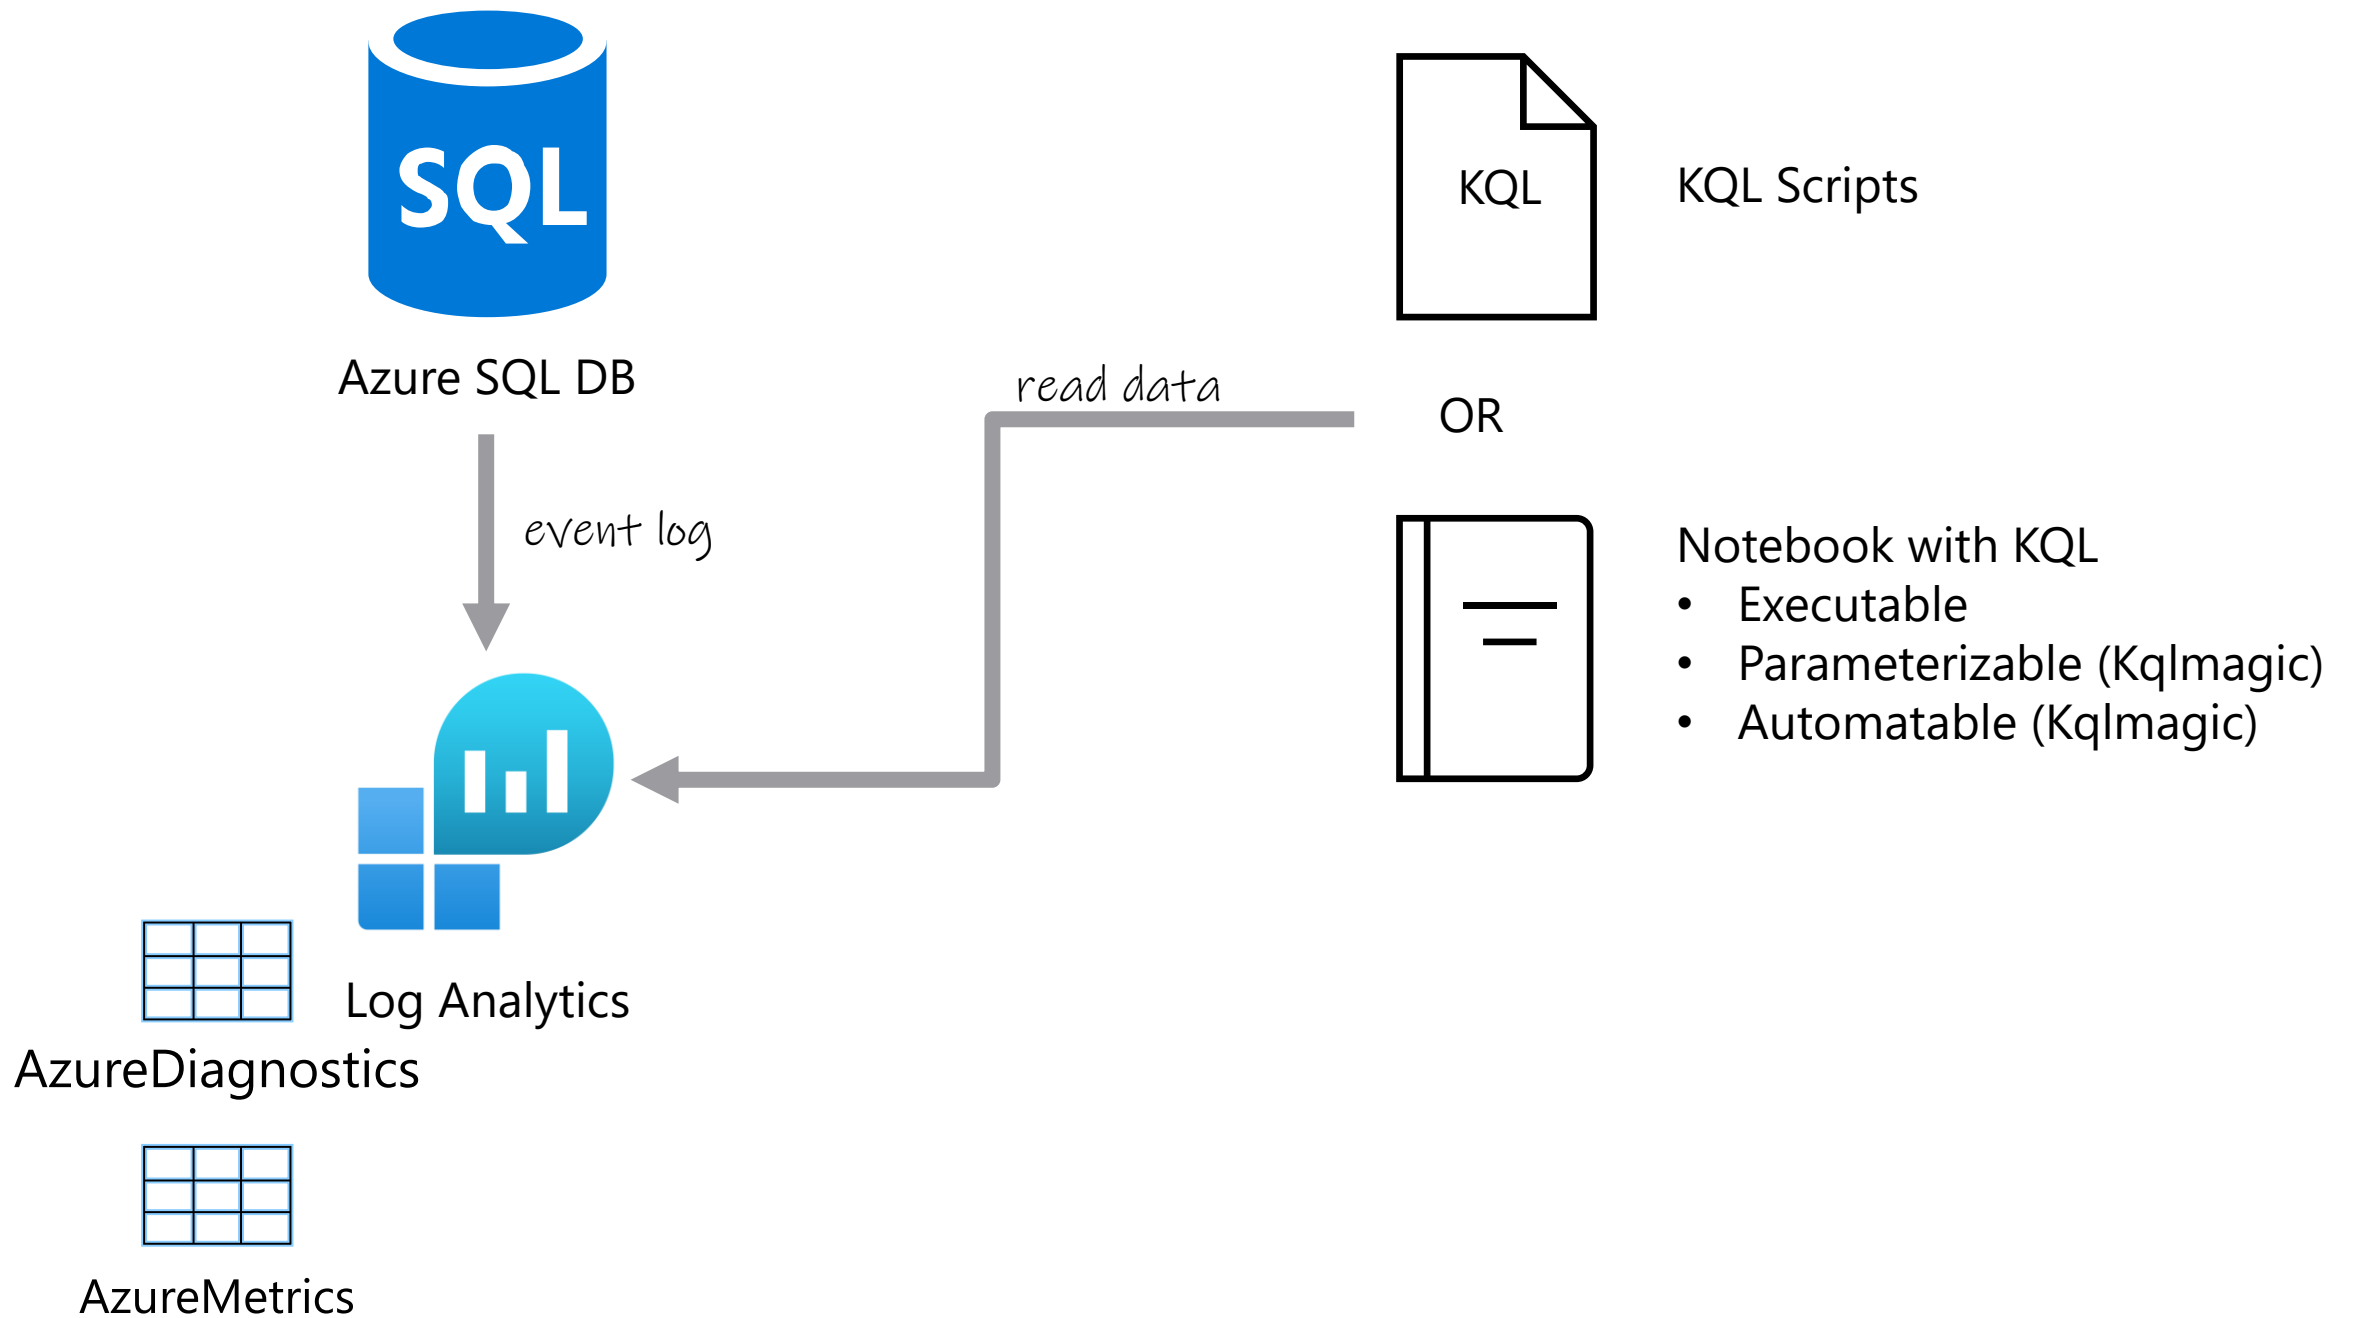 SQL
Azure SQL DB
event log
Log Analytics
AzureDiagnostics
AzureMetrics
read data
KQL
KQL Scripts
OR
Notebook with KQL
• Executable
• Parameterizable (Kqlmagic)
• Automatable (Kqlmagic)